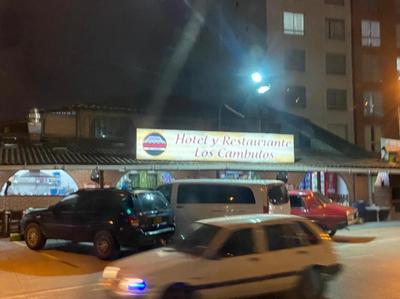 Hotel y Restaurante
Los Cambulos